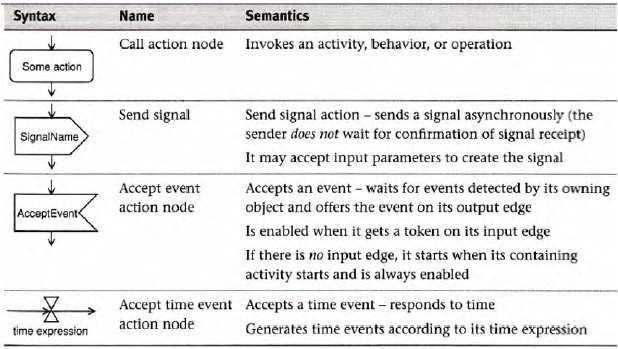 Syntax Name Semantics
Some action
Call action node Invokes an activity, behavior, or operation
SignalName
Send signal Send signal action – sends a signal asynchronously (the
sender does not wait for confirmation of signal receipt)
It may accept input parameters to create the signal
AcceptEvent
Accept event Accepts an event – waits for events detected by its owning
action node object and offers the event on its output edge
Is enabled when it gets a token on its input edge
If there is no input edge, it starts when its containing
activity starts and is always enabled
time expression
Accept time event Accepts a time event – responds to time
action node Generates time events according to its time expression